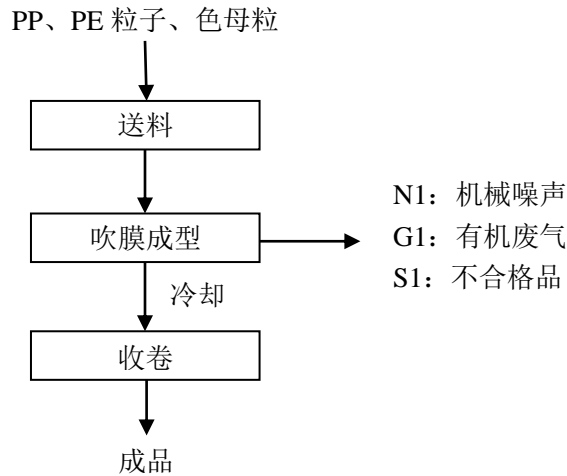 PP、PE 粒子、色母粒
送料
吹膜成型
N1：机械噪声
G1：有机废气
S1：不合格品
冷却
收卷
成品